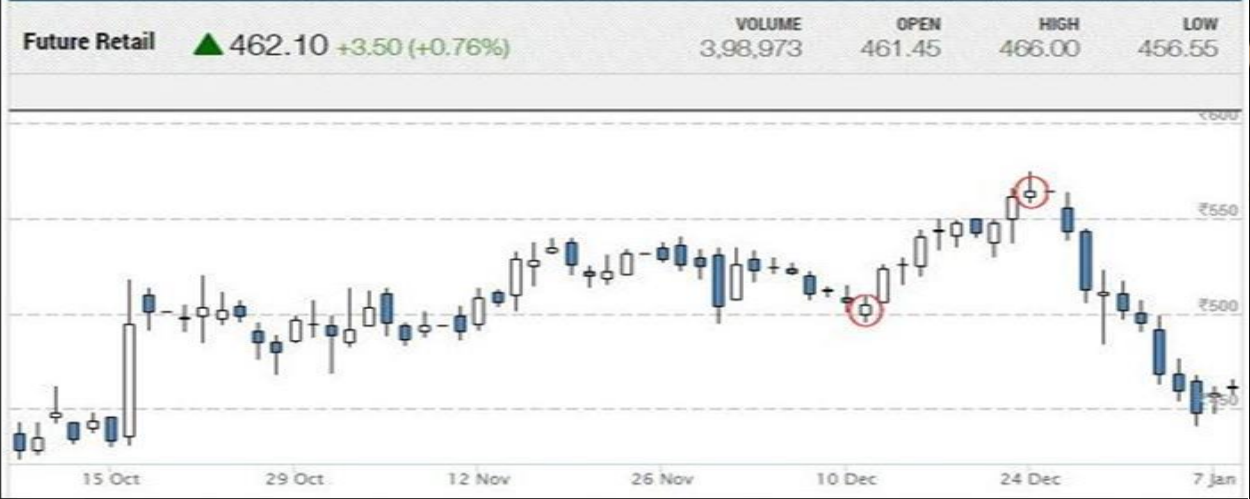 VOLUME OPEN HIGH LOW
Future Retail ▲ 462.10 +3.50 (+0.76%) 3,98,973 461.45 466.00 456.55
₹600
₹550
₹500
15 Oct 29 Oct 12 Nov 26 Nov 10 Dec 24 Dec 7 Jan